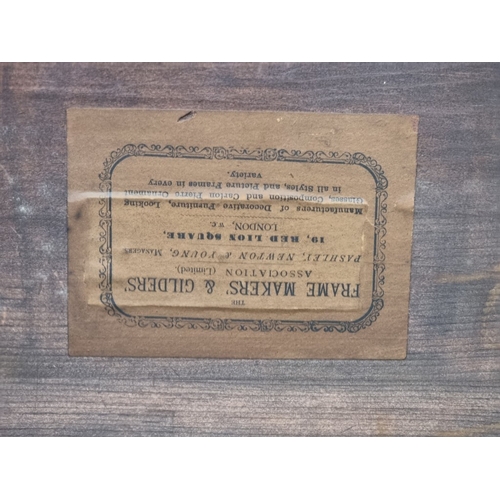 THE
FRAME MAKERS' & GILDERS'
ASSOCIATION (Limited),
PASHLEY, NEWTON & YOUNG, MANAGERS
19, RED LION SQUARE,
LONDON, W.C.
Manufacturers of Decorative Furniture, Looking
Glasses, Composition and Carton Pierre Ornament
in all Styles, and Picture Frames in every
variety.